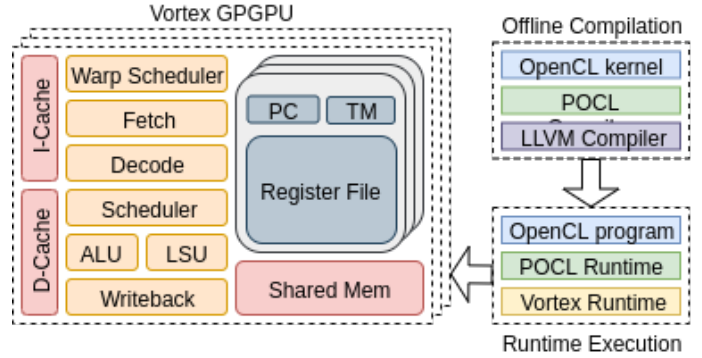 Vortex GPGPU
I-Cache
D-Cache
Warp Scheduler
Fetch
Decode
Scheduler
ALU
LSU
Writeback
PC
TM
Register File
Shared Mem
Offline Compilation
OpenCL kernel
POCL
LLVM Compiler
OpenCL program
POCL Runtime
Vortex Runtime
Runtime Execution